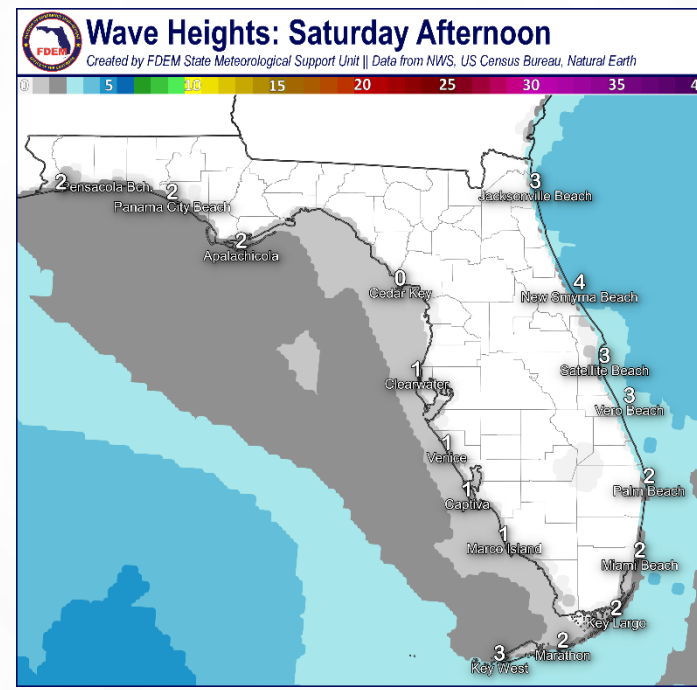 FDEM
Wave Heights: Saturday Afternoon
Created by FDEM State Meteorological Support Unit || Data from NWS, US Census Bureau, Natural Earth
0 5 10 15 20 25 30 35 4
2
Pensacola Bch.
2
Panama City Beach
2
Apalachicola
3
Jacksonville Beach
0
Cedar Key
4
New Smyrna Beach
3
Satellite Beach
1
Clearwater
3
Vero Beach
1
Venice
2
Palm Beach
1
Captiva
1
Marco Island
2
Miami Beach
2
Key Largo
2
Marathon
3
Key West